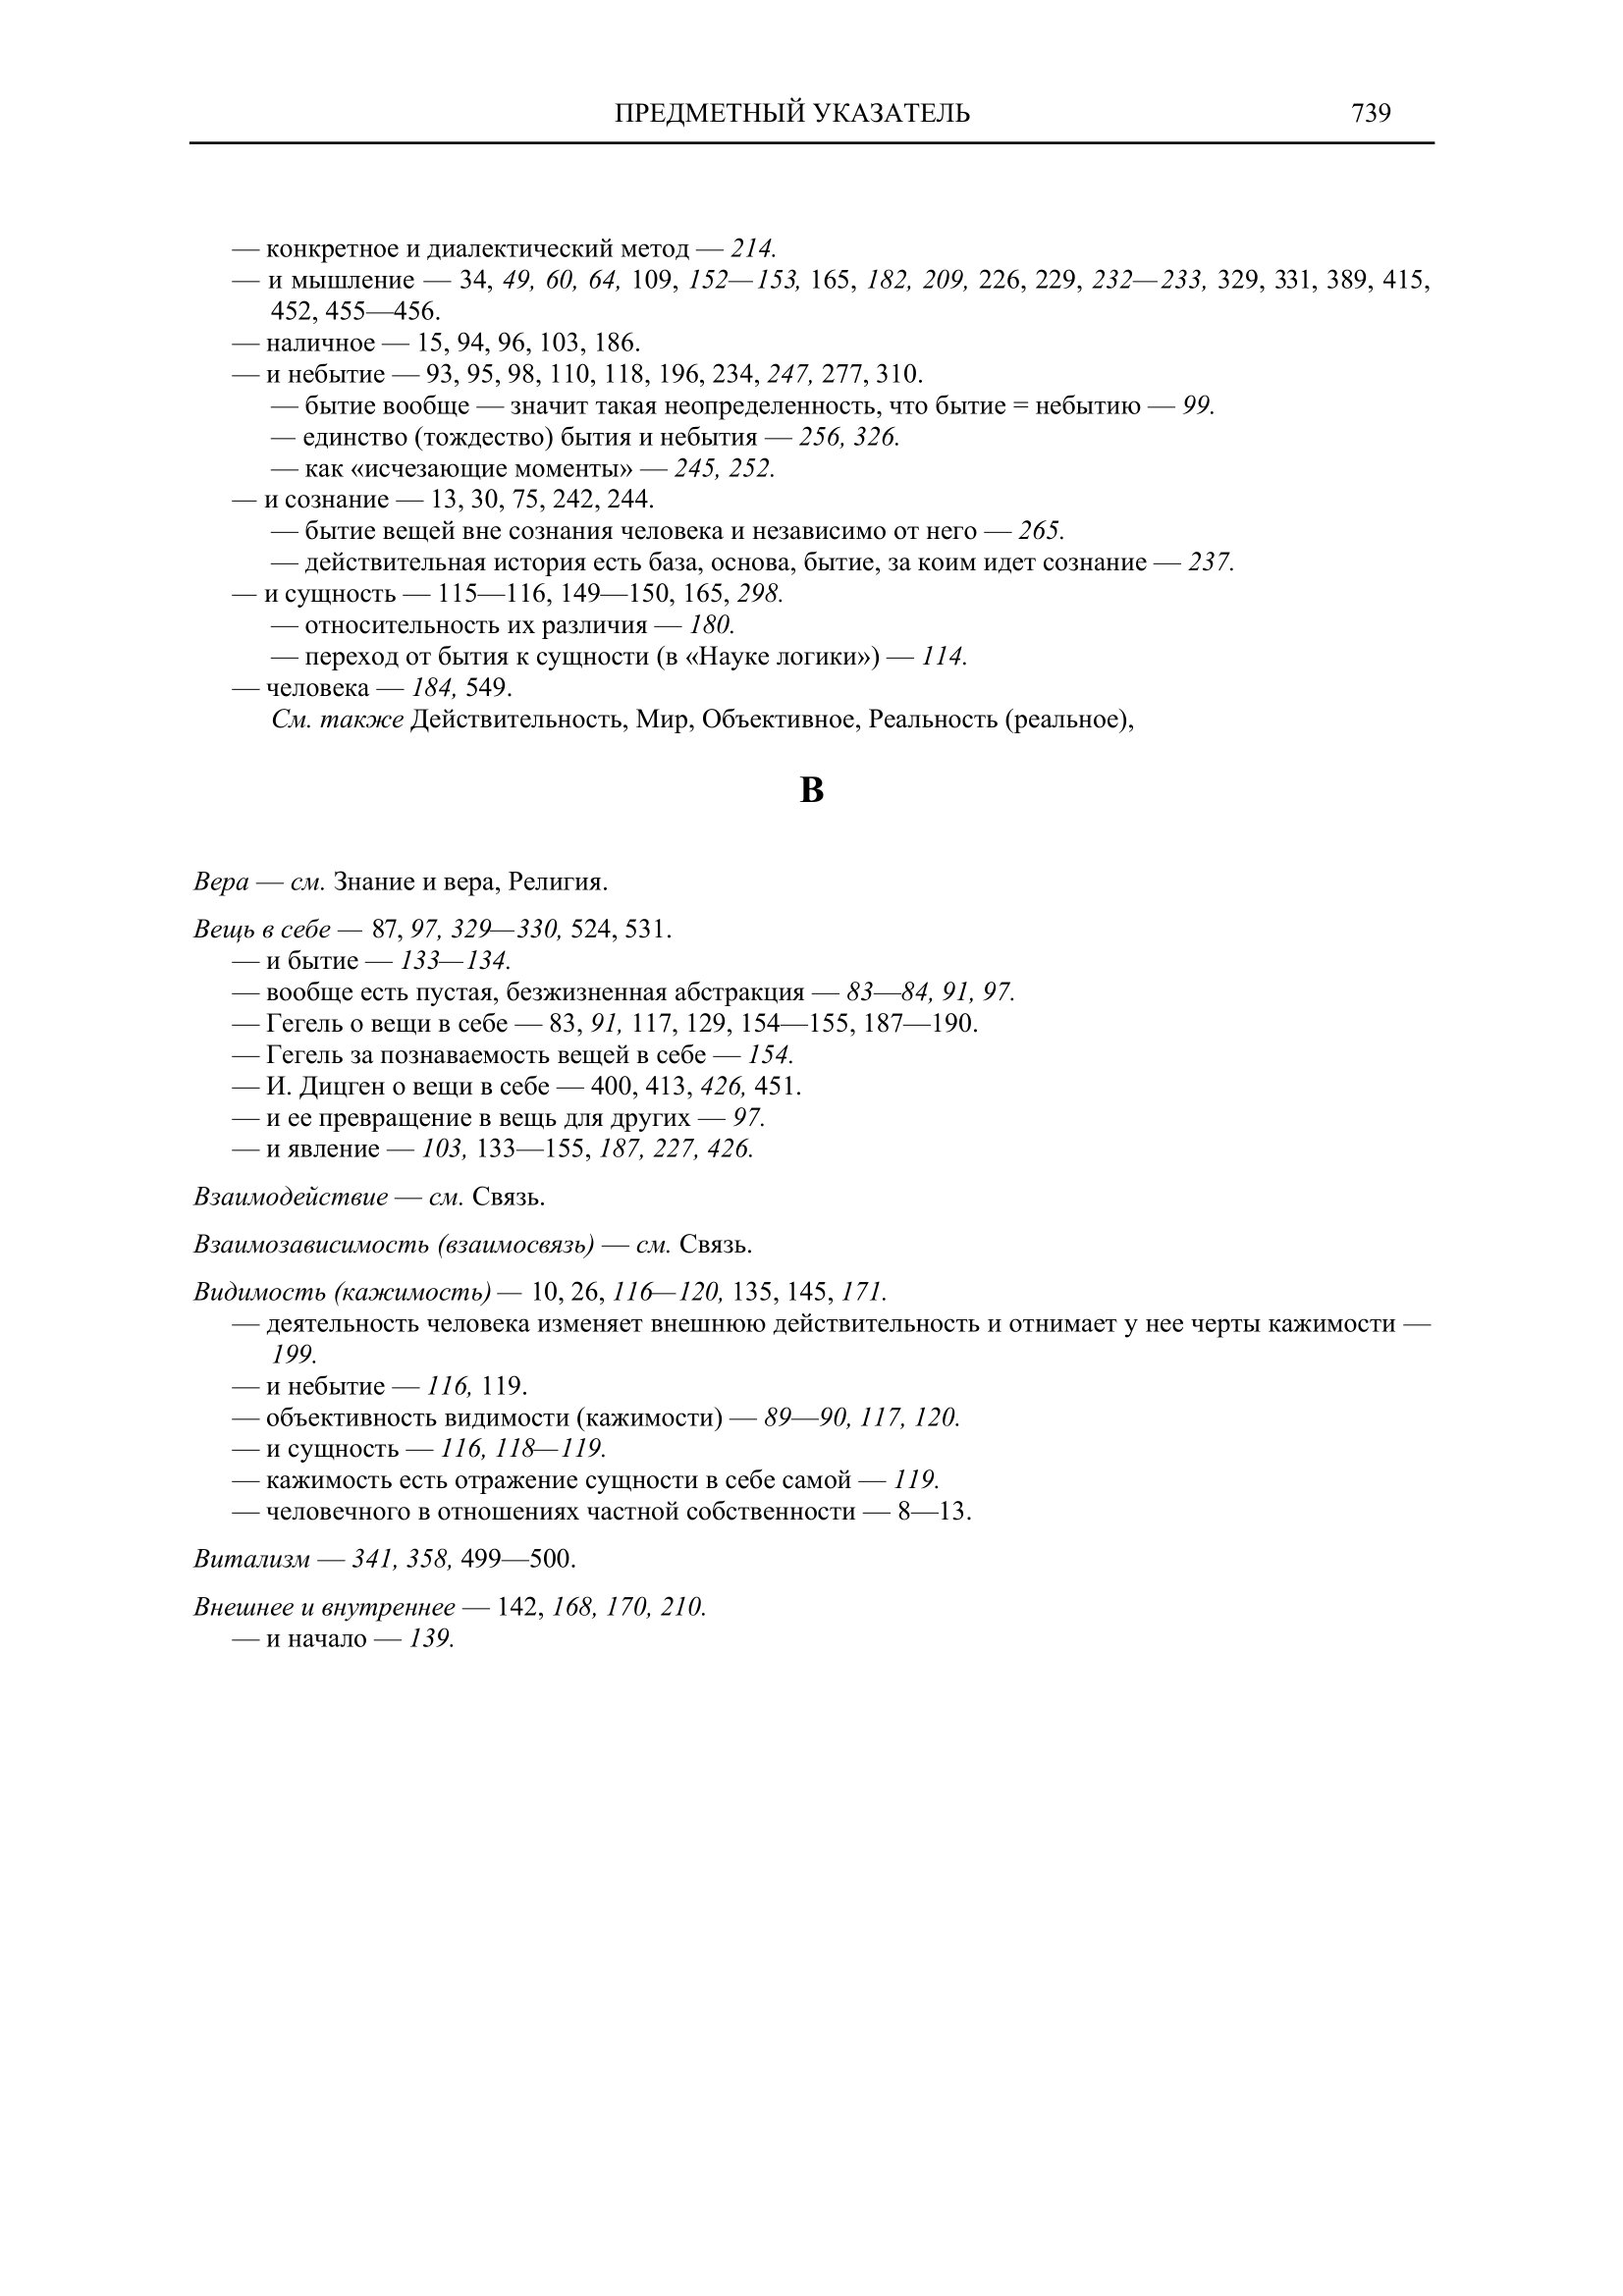 ПРЕДМЕТНЫЙ УКАЗАТЕЛЬ 739
— конкретное и диалектический метод — 214.
— и мышление — 34, 49, 60, 64, 109, 152—153, 165, 182, 209, 226, 229, 232—233, 329, 331, 389, 415,
452, 455—456.
— наличное — 15, 94, 96, 103, 186.
— и небытие — 93, 95, 98, 110, 118, 196, 234, 247, 277, 310.
— бытие вообще — значит такая неопределенность, что бытие = небытию — 99.
— единство (тождество) бытия и небытия — 256, 326.
— как «исчезающие моменты» — 245, 252.
— и сознание — 13, 30, 75, 242, 244.
— бытие вещей вне сознания человека и независимо от него — 265.
— действительная история есть база, основа, бытие, за коим идет сознание — 237.
— и сущность — 115—116, 149—150, 165, 298.
— относительность их различия — 180.
— переход от бытия к сущности (в «Науке логики») — 114.
— человека — 184, 549.
См. также Действительность, Мир, Объективное, Реальность (реальное),
В
Вера — см. Знание и вера, Религия.
Вещь в себе — 87, 97, 329—330, 524, 531.
— и бытие — 133—134.
— вообще есть пустая, безжизненная абстракция — 83—84, 91, 97.
— Гегель о вещи в себе — 83, 91, 117, 129, 154—155, 187—190.
— Гегель за познаваемость вещей в себе — 154.
— И. Дицген о вещи в себе — 400, 413, 426, 451.
— и ее превращение в вещь для других — 97.
— и явление — 103, 133—155, 187, 227, 426.
Взаимодействие — см. Связь.
Взаимозависимость (взаимосвязь) — см. Связь.
Видимость (кажимость) — 10, 26, 116—120, 135, 145, 171.
— деятельность человека изменяет внешнюю действительность и отнимает у нее черты кажимости —
199.
— и небытие — 116, 119.
— объективность видимости (кажимости) — 89—90, 117, 120.
— и сущность — 116, 118—119.
— кажимость есть отражение сущности в себе самой — 119.
— человечного в отношениях частной собственности — 8—13.
Витализм — 341, 358, 499—500.
Внешнее и внутреннее — 142, 168, 170, 210.
— и начало — 139.